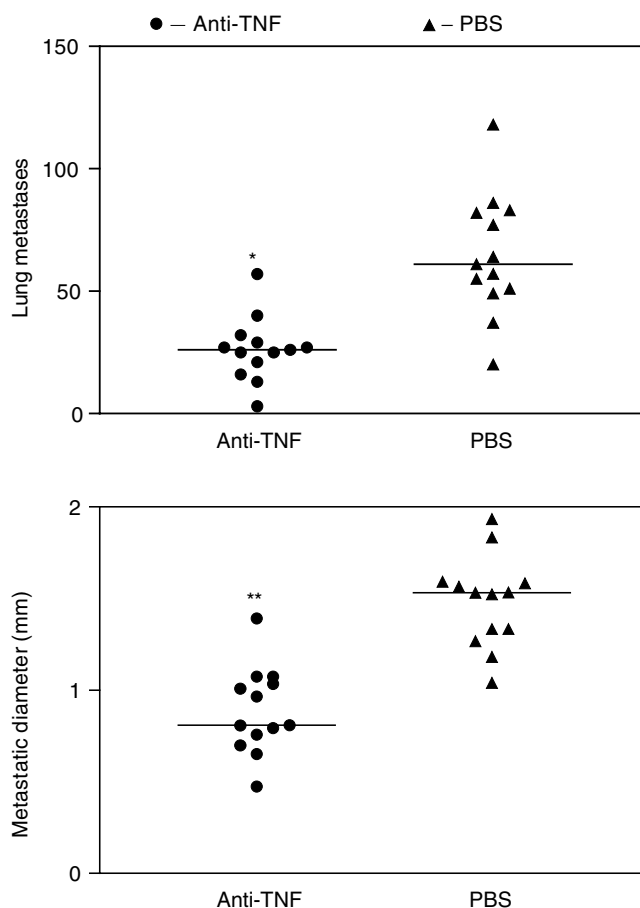 — Anti-TNF — PBS
150
Lung metastases
100
*
50
0
Anti-TNF PBS
2
Metastatic diameter (mm)
**
1
0
Anti-TNF PBS